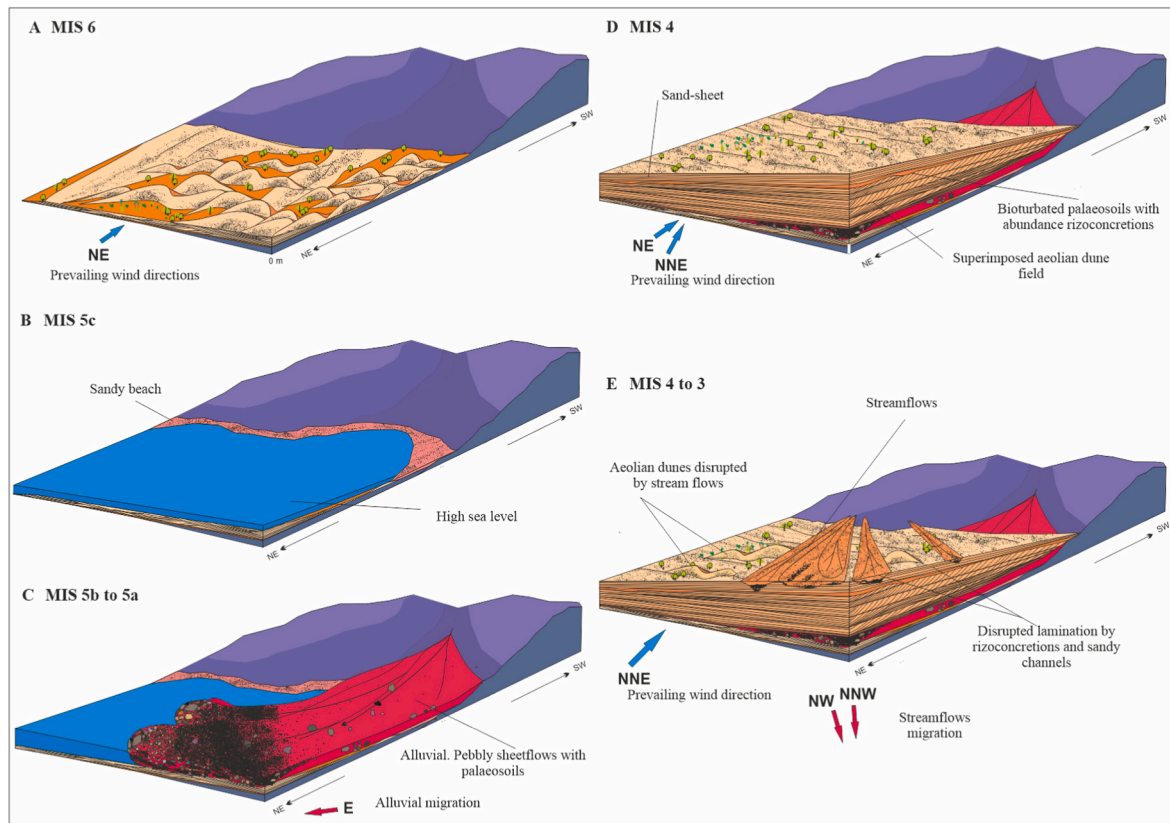 A MIS 6
SW
NE
0 m
NE
Prevailing wind directions
B MIS 5c
Sandy beach
SW
High sea level
NE
C MIS 5b to 5a
SW
Alluvial. Pebbly sheetflows with
palaeosoils
NE
E
Alluvial migration
D MIS 4
Sand-sheet
SW
Bioturbated palaeosoils with
abundance rizoconcretions
NE
NE
NNE
Prevailing wind direction
Superimposed aeolian dune
field
E MIS 4 to 3
Streamflows
SW
Aeolian dunes disrupted
by stream flows
Disrupted lamination by
rizoconcretions and sandy
channels
NE
NNE
Prevailing wind direction
NW NNW
Streamflows
migration